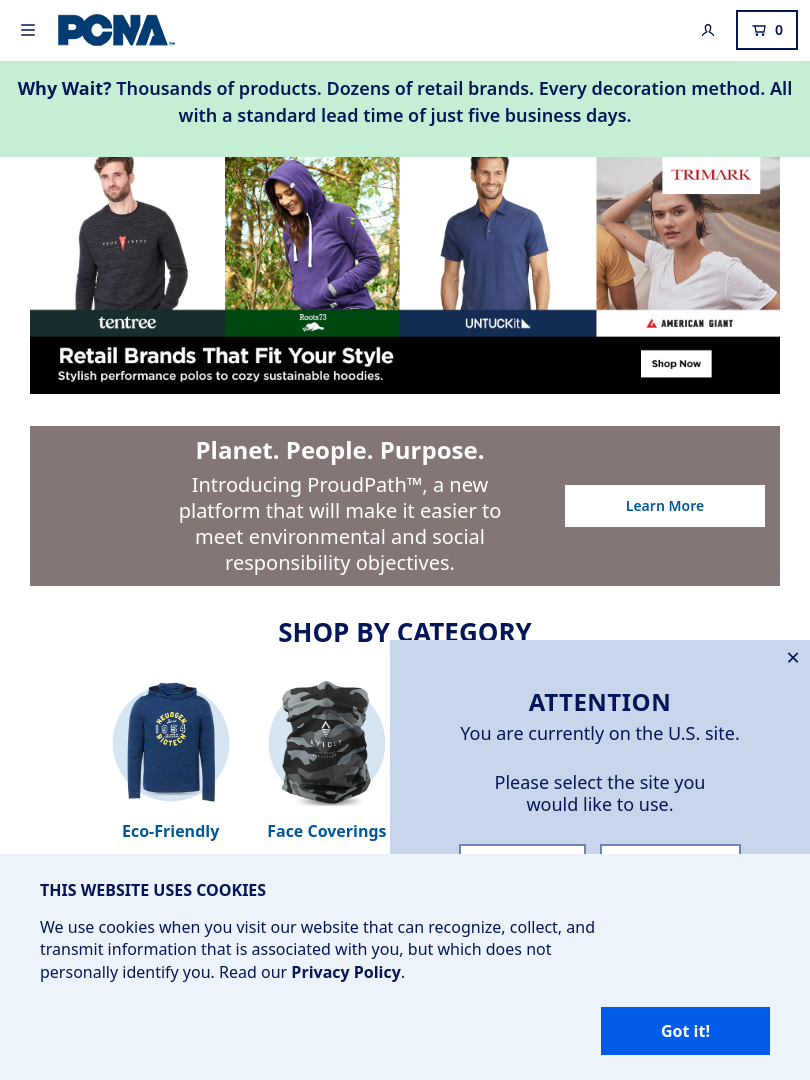 PCNA
0
Why Wait? Thousands of products. Dozens of retail brands. Every decoration method. All
with a standard lead time of just five business days.
TRIMARK
tentree
Roots73
UNTUCKit
AMERICAN GIANT
Retail Brands That Fit Your Style
Stylish performance polos to cozy sustainable hoodies.
Shop Now
Planet. People. Purpose.
Introducing ProudPath™, a new
platform that will make it easier to
meet environmental and social
responsibility objectives.
Learn More
SHOP BY CATEGORY
ATTENTION
You are currently on the U.S. site.
Please select the site you
would like to use.
NEUOGEN
1954
BIOTECH
AVIDLY
Eco-Friendly
Face Coverings
THIS WEBSITE USES COOKIES
We use cookies when you visit our website that can recognize, collect, and
transmit information that is associated with you, but which does not
personally identify you. Read our Privacy Policy.
Got it!